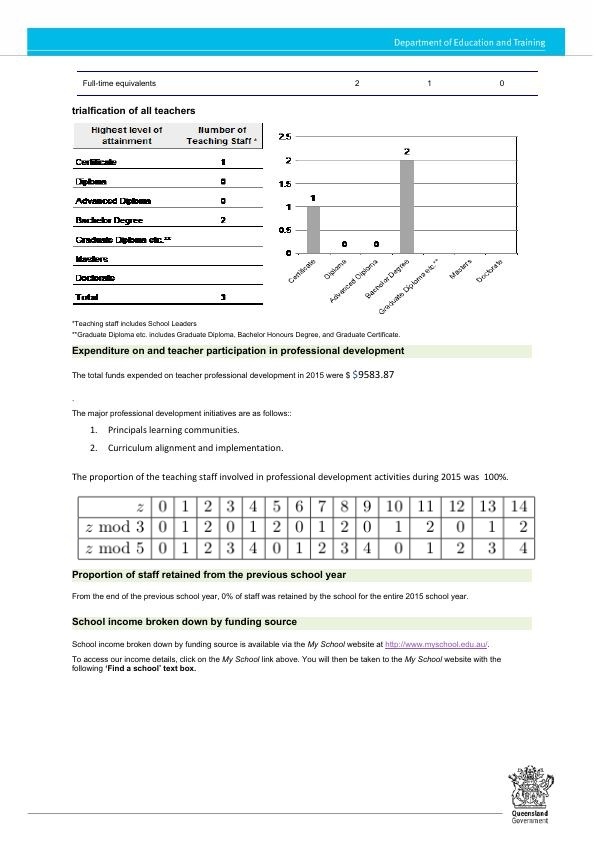 Department of Education and Training
Full-time equivalents 2 1 0
trialfication of all teachers
Highest level of attainment Number of Teaching Staff *
Certificate 1
Diploma 0
Advanced Diploma 0
Bachelor Degree 2
Graduate Diploma etc.**
Masters
Doctorate
Total 3
2.5
2
1.5
1
0.5
0
1 0 0 2
Certificate Diploma Advanced Diploma Bachelor Degree Graduate Diploma etc.** Masters Doctorate
*Teaching staff includes School Leaders
**Graduate Diploma etc. includes Graduate Diploma, Bachelor Honours Degree, and Graduate Certificate.
Expenditure on and teacher participation in professional development
The total funds expended on teacher professional development in 2015 were $ $9583.87
.
The major professional development initiatives are as follows::
1. Principals learning communities.
2. Curriculum alignment and implementation.
The proportion of the teaching staff involved in professional development activities during 2015 was 100%.
z 0 1 2 3 4 5 6 7 8 9 10 11 12 13 14
z mod 3 0 1 2 0 1 2 0 1 2 0 1 2 0 1 2
z mod 5 0 1 2 3 4 0 1 2 3 4 0 1 2 3 4
Proportion of staff retained from the previous school year
From the end of the previous school year, 0% of staff was retained by the school for the entire 2015 school year.
School income broken down by funding source
School income broken down by funding source is available via the My School website at http://www.myschool.edu.au/.
To access our income details, click on the My School link above. You will then be taken to the My School website with the
following ‘Find a school’ text box.
Queensland
Government